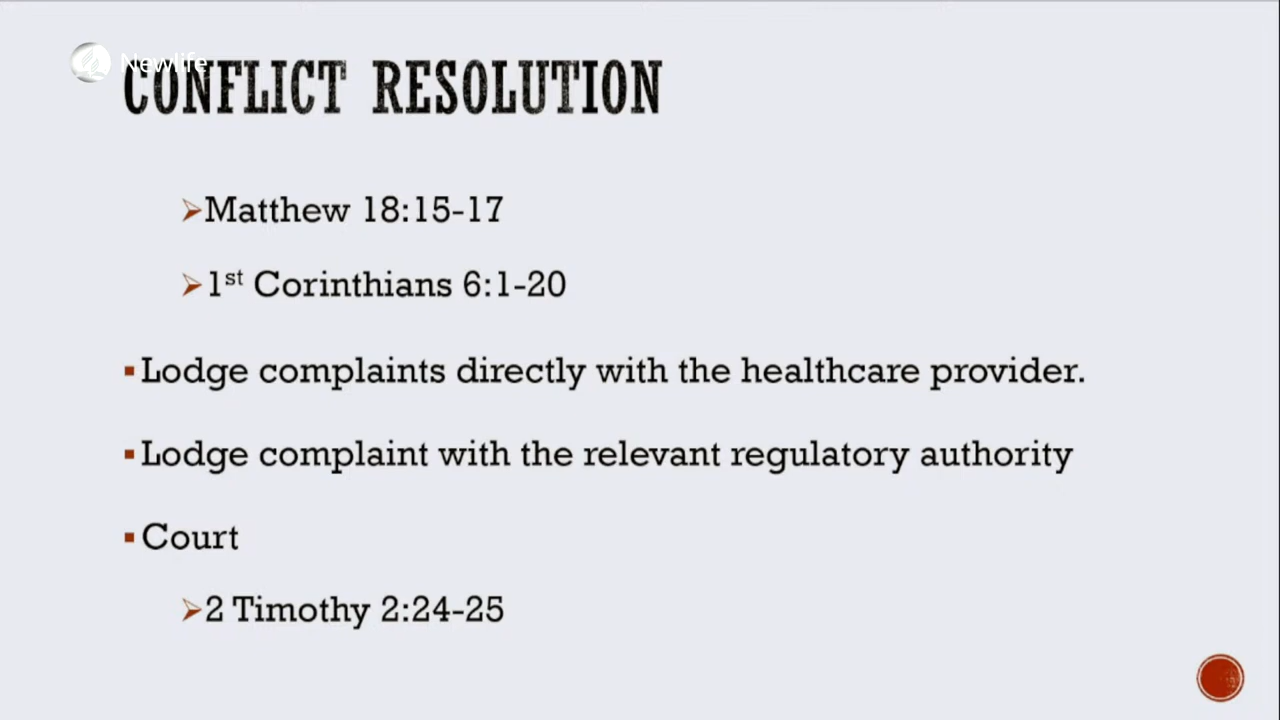 Newlife
CONFLICT RESOLUTION
➢Matthew 18:15-17
➢1st Corinthians 6:1-20
▪Lodge complaints directly with the healthcare provider.
▪Lodge complaint with the relevant regulatory authority
▪Court
➢2 Timothy 2:24-25